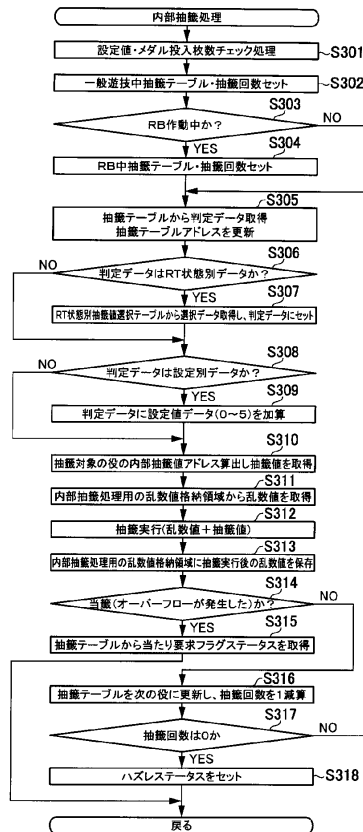 内部抽籤処理
設定値・メダル投入枚数チェック処理
S301
一般遊技中抽籤テーブル・抽籤回数セット
S302
S303
RB作動中か?
NO
YES
S304
RB中抽籤テーブル・抽籤回数セット
S305
抽籤テーブルから判定データ取得
抽籤テーブルアドレスを更新
S306
NO
判定データはRT状態別データか?
YES
S307
RT状態別抽籤値選択テーブルから選択データ取得し、判定データにセット
S308
NO
判定データは設定別データか?
YES
S309
判定データに設定値データ(0~5)を加算
S310
抽籤対象の役の内部抽籤値アドレス算出し抽籤値を取得
S311
内部抽籤処理用の乱数値格納領域から乱数値を取得
S312
抽籤実行(乱数値+抽籤値)
S313
内部抽籤処理用の乱数値格納領域に抽籤実行後の乱数値を保存
S314
当籤(オーバーフローが発生した)か?
NO
YES
S315
抽籤テーブルから当たり要求フラグステータスを取得
S316
抽籤テーブルを次の役に更新し、抽籤回数を1減算
S317
抽籤回数は0か
NO
YES
ハズレステータスをセット
S318
戻る